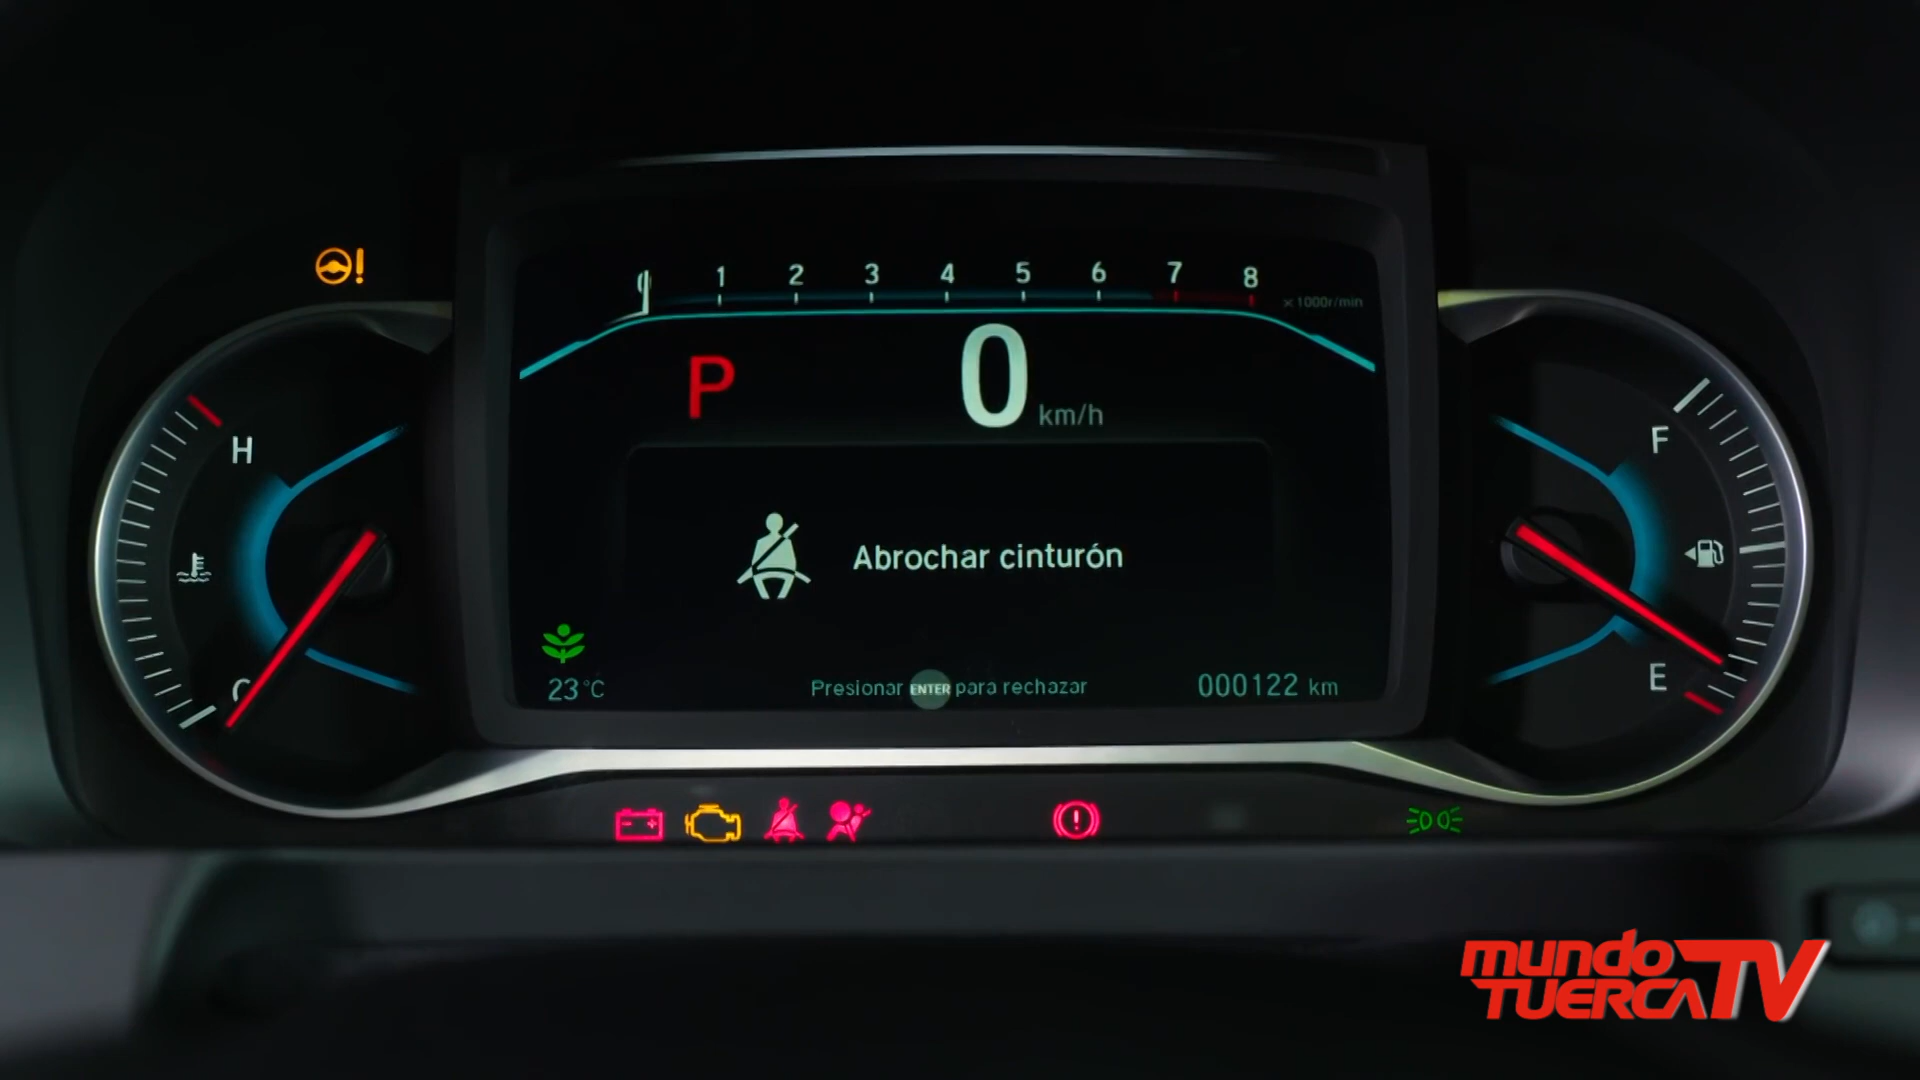 0 1 2 3 4 5 6 7 8
×1000r/min
P 0 km/h
H
F
Abrochar cinturón
C
E
23°C
Presionar ENTER para rechazar
000122 km
mundo
TUERCA TV